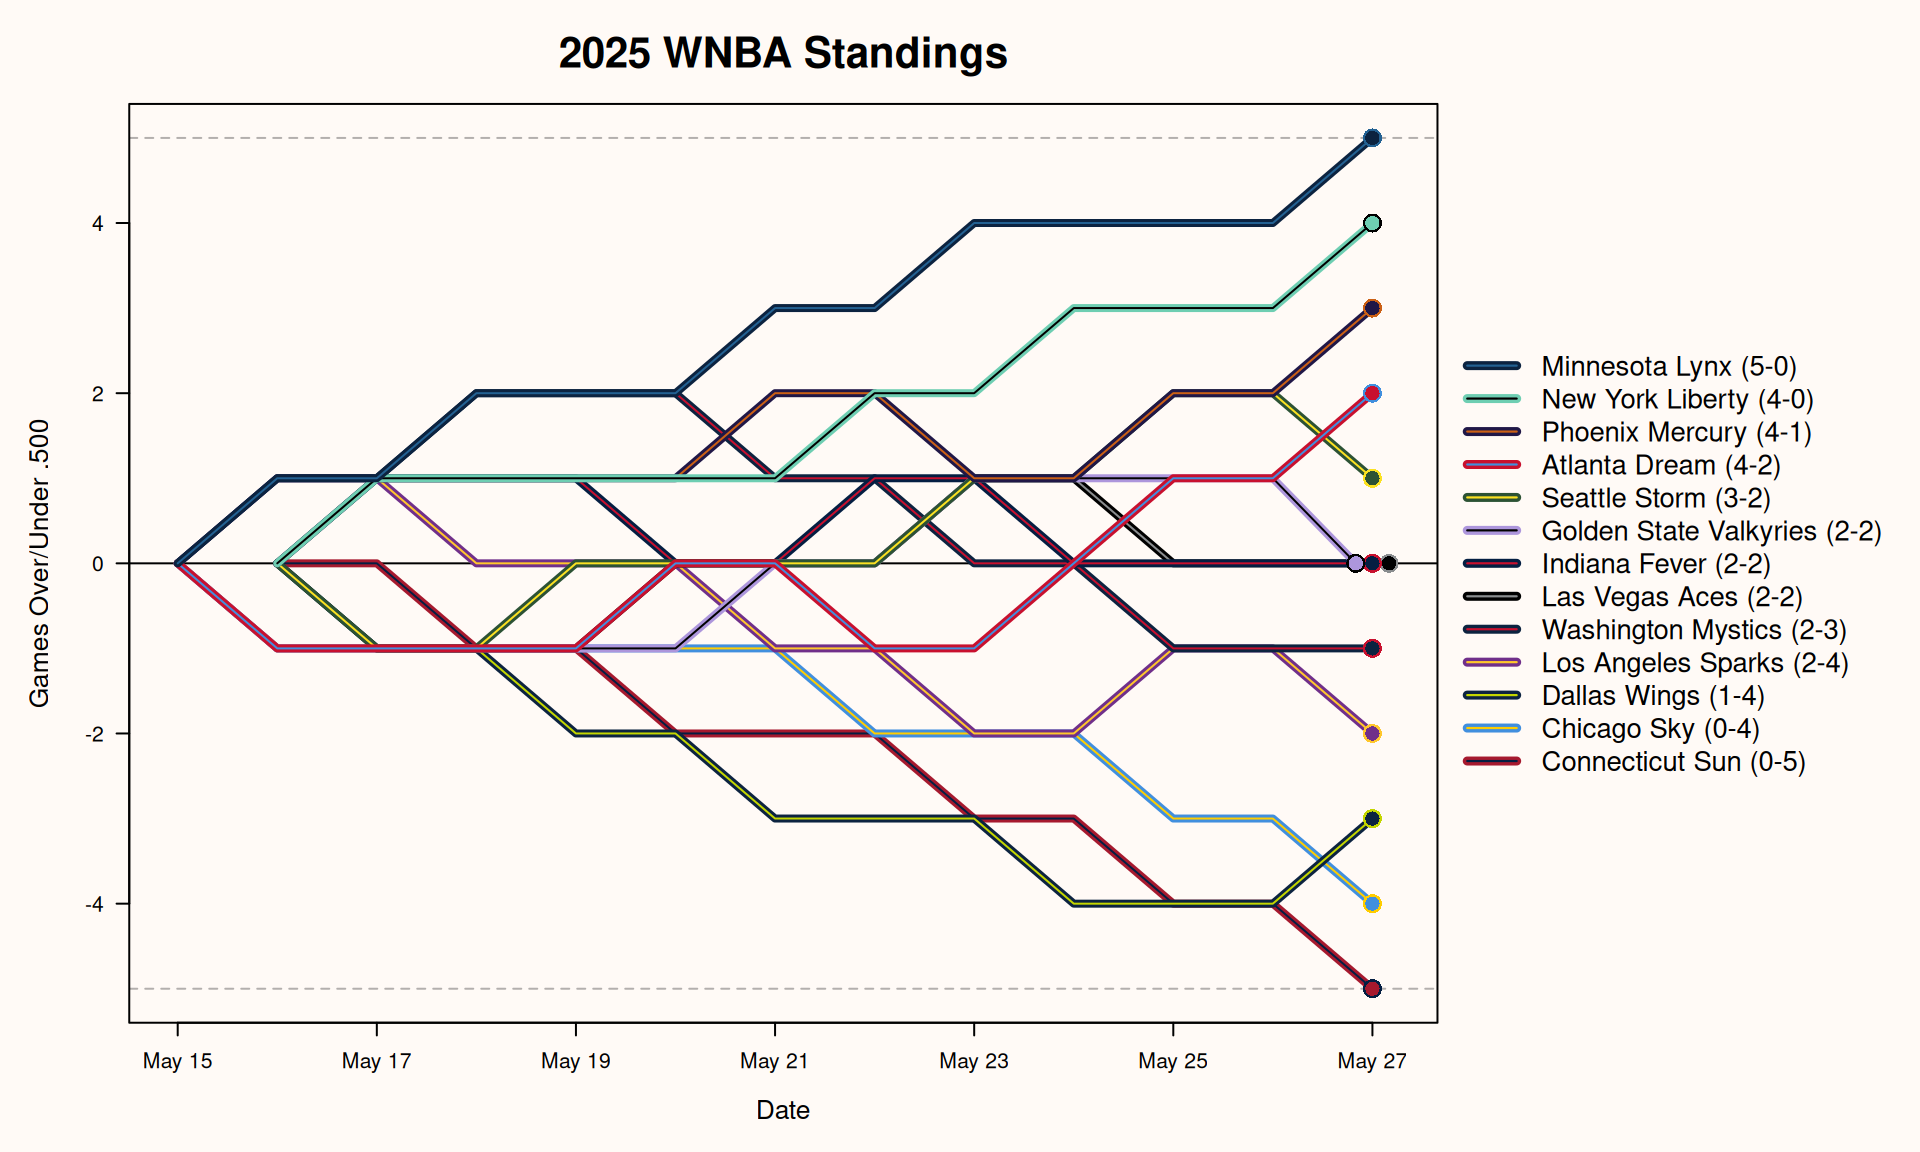 2025 WNBA Standings
Games Over/Under .500
4
2
0
-2
-4
May 15
May 17
May 19
May 21
May 23
May 25
May 27
Date
Minnesota Lynx (5-0)
New York Liberty (4-0)
Phoenix Mercury (4-1)
Atlanta Dream (4-2)
Seattle Storm (3-2)
Golden State Valkyries (2-2)
Indiana Fever (2-2)
Las Vegas Aces (2-2)
Washington Mystics (2-3)
Los Angeles Sparks (2-4)
Dallas Wings (1-4)
Chicago Sky (0-4)
Connecticut Sun (0-5)